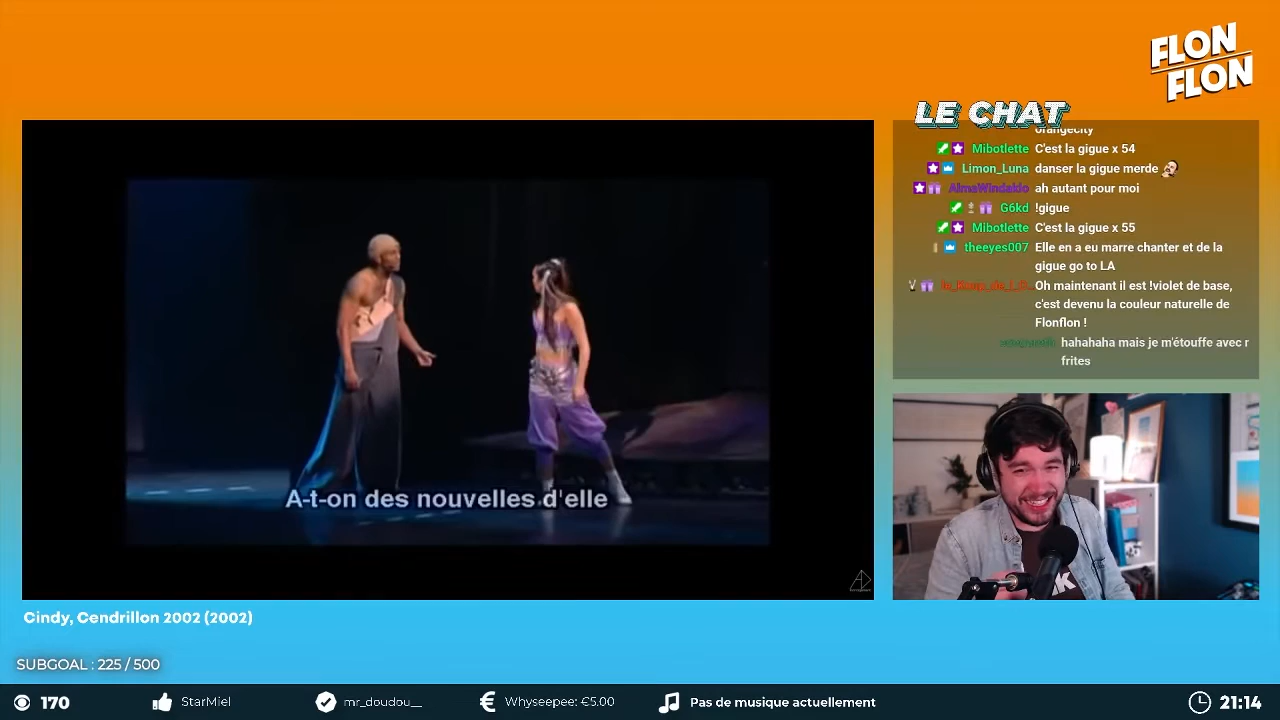 FLON
FLON
LE CHAT
orangecity
Mibotlette C'est la gigue x 54
Limon_Luna danser la gigue merde
AlmaWindaldo ah autant pour moi
G6kd !gigue
Mibotlette C'est la gigue x 55
theeyes007 Elle en a eu marre chanter et de la
gigue go to LA
Oh maintenant il est !violet de base,
c'est devenu la couleur naturelle de
Flonflon !
hahahaha mais je m'étouffe avec r
frites
A-t-on des nouvelles d'elle
Cindy, Cendrillon 2002 (2002)
SUBGOAL : 225 / 500
170
StarMiel
mr_doudou__
€ Whyseepee: €5.00
Pas de musique actuellement
21:14